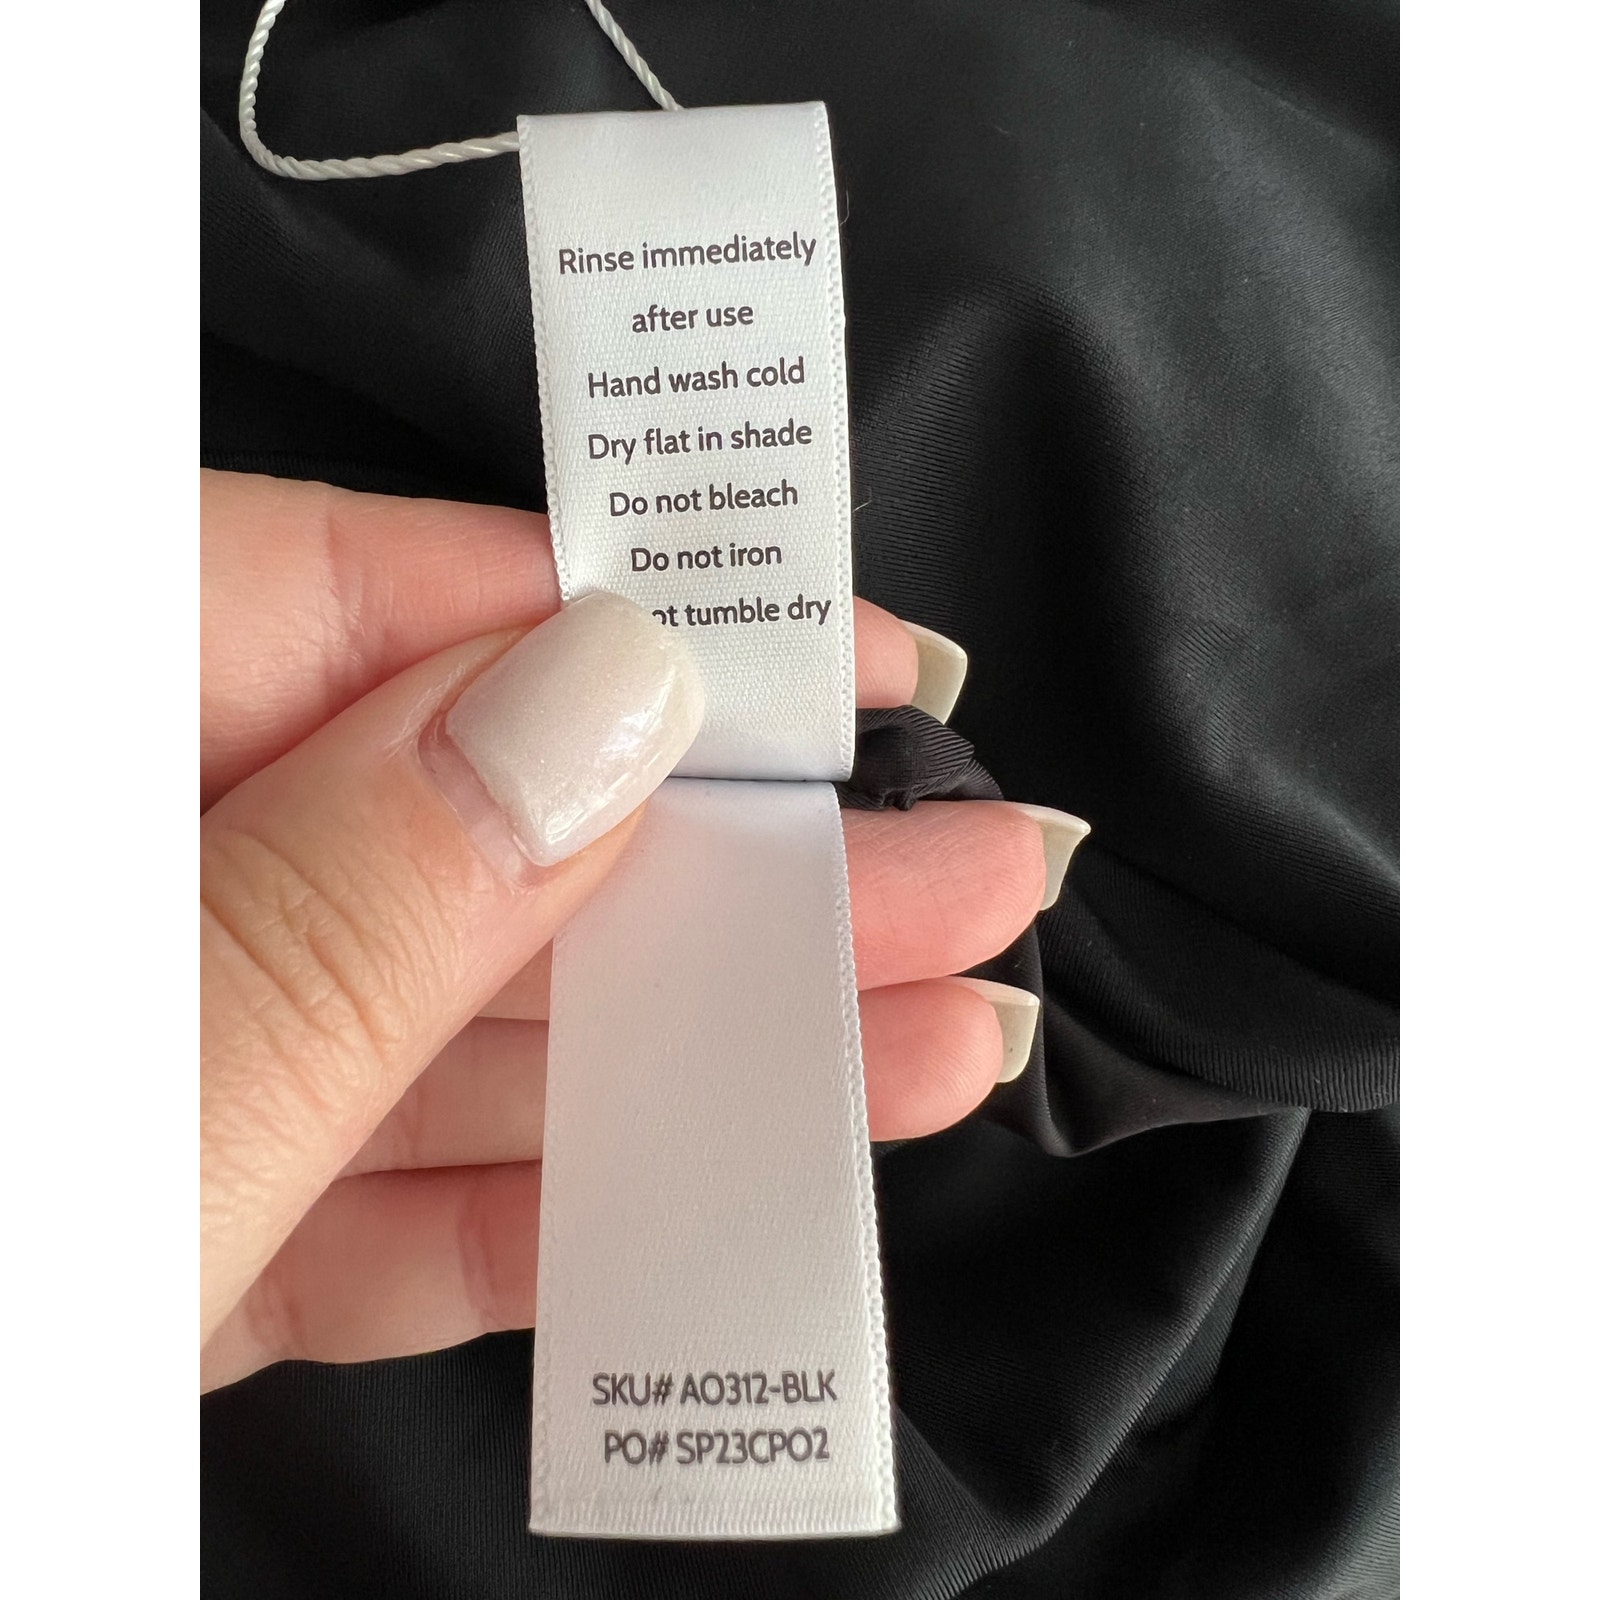 Rinse immediately
after use
Hand wash cold
Dry flat in shade
Do not bleach
Do not iron
ot tumble dry
SKU# AO312-BLK
PO# SP23CPO2